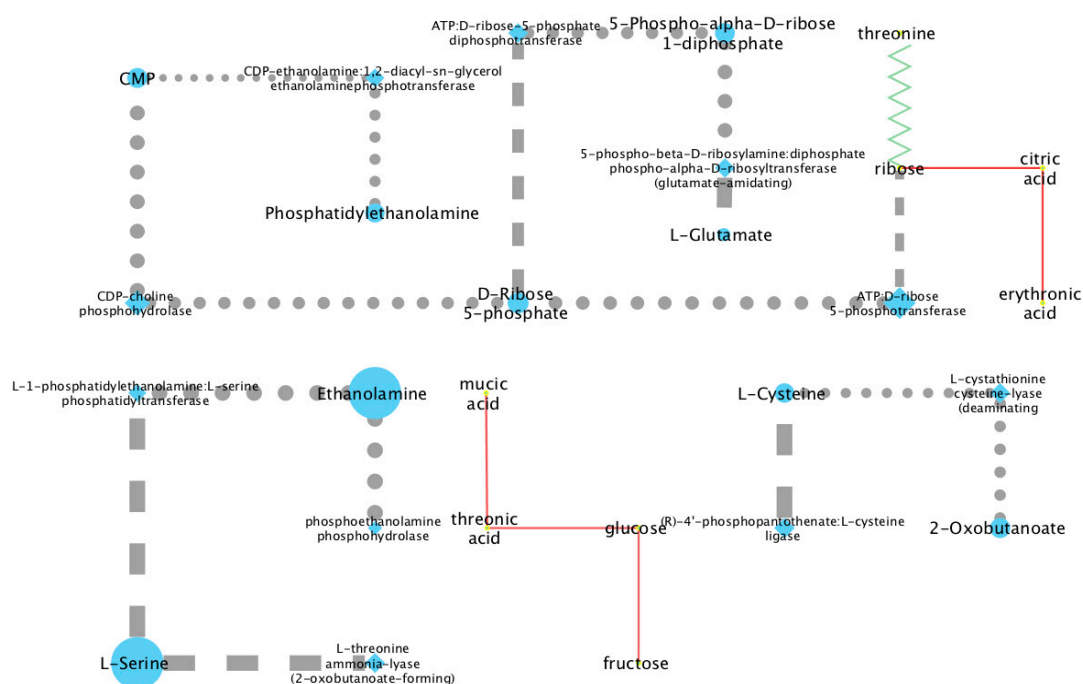 ATP:D-ribose-5-phosphate
diphosphotransferase
5-Phospho-alpha-D-ribose
1-diphosphate
threonine
CMP
CDP-ethanolamine:1,2-diacyl-sn-glycerol
ethanolaminephosphotransferase
5-phospho-beta-D-ribosylamine:diphosphate
phospho-alpha-D-ribosyltransferase
(glutamate-amidating)
ribose
citric
acid
Phosphatidylethanolamine
L-Glutamate
CDP-choline
phosphohydrolase
D-Ribose
5-phosphate
ATP:D-ribose
5-phosphotransferase
erythronic
acid
L-1-phosphatidylethanolamine:L-serine
phosphatidyltransferase
Ethanolamine
mucic
acid
L-Cysteine
L-cystathionine
cysteine-lyase
(deaminating
phosphoethanolamine
phosphohydrolase
threonic
acid
glucose
(R)-4'-phosphopantothenate:L-cysteine
ligase
2-Oxobutanoate
L-Serine
L-threonine
ammonia-lyase
(2-oxobutanoate-forming)
fructose